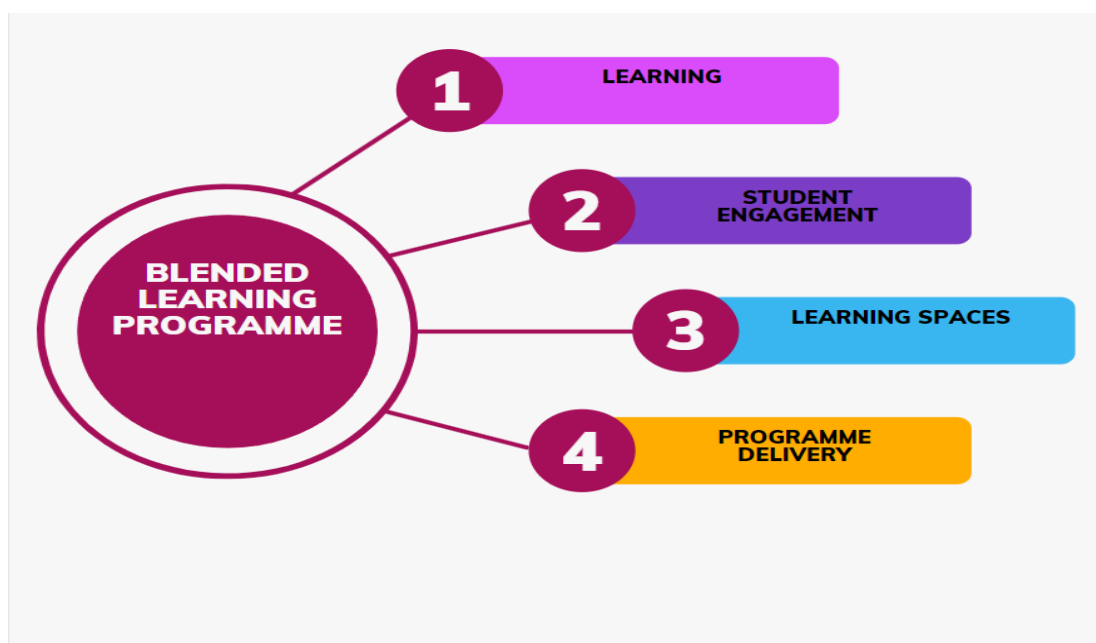 BLENDED
LEARNING
PROGRAMME
1
LEARNING
2
STUDENT
ENGAGEMENT
3
LEARNING SPACES
4
PROGRAMME
DELIVERY